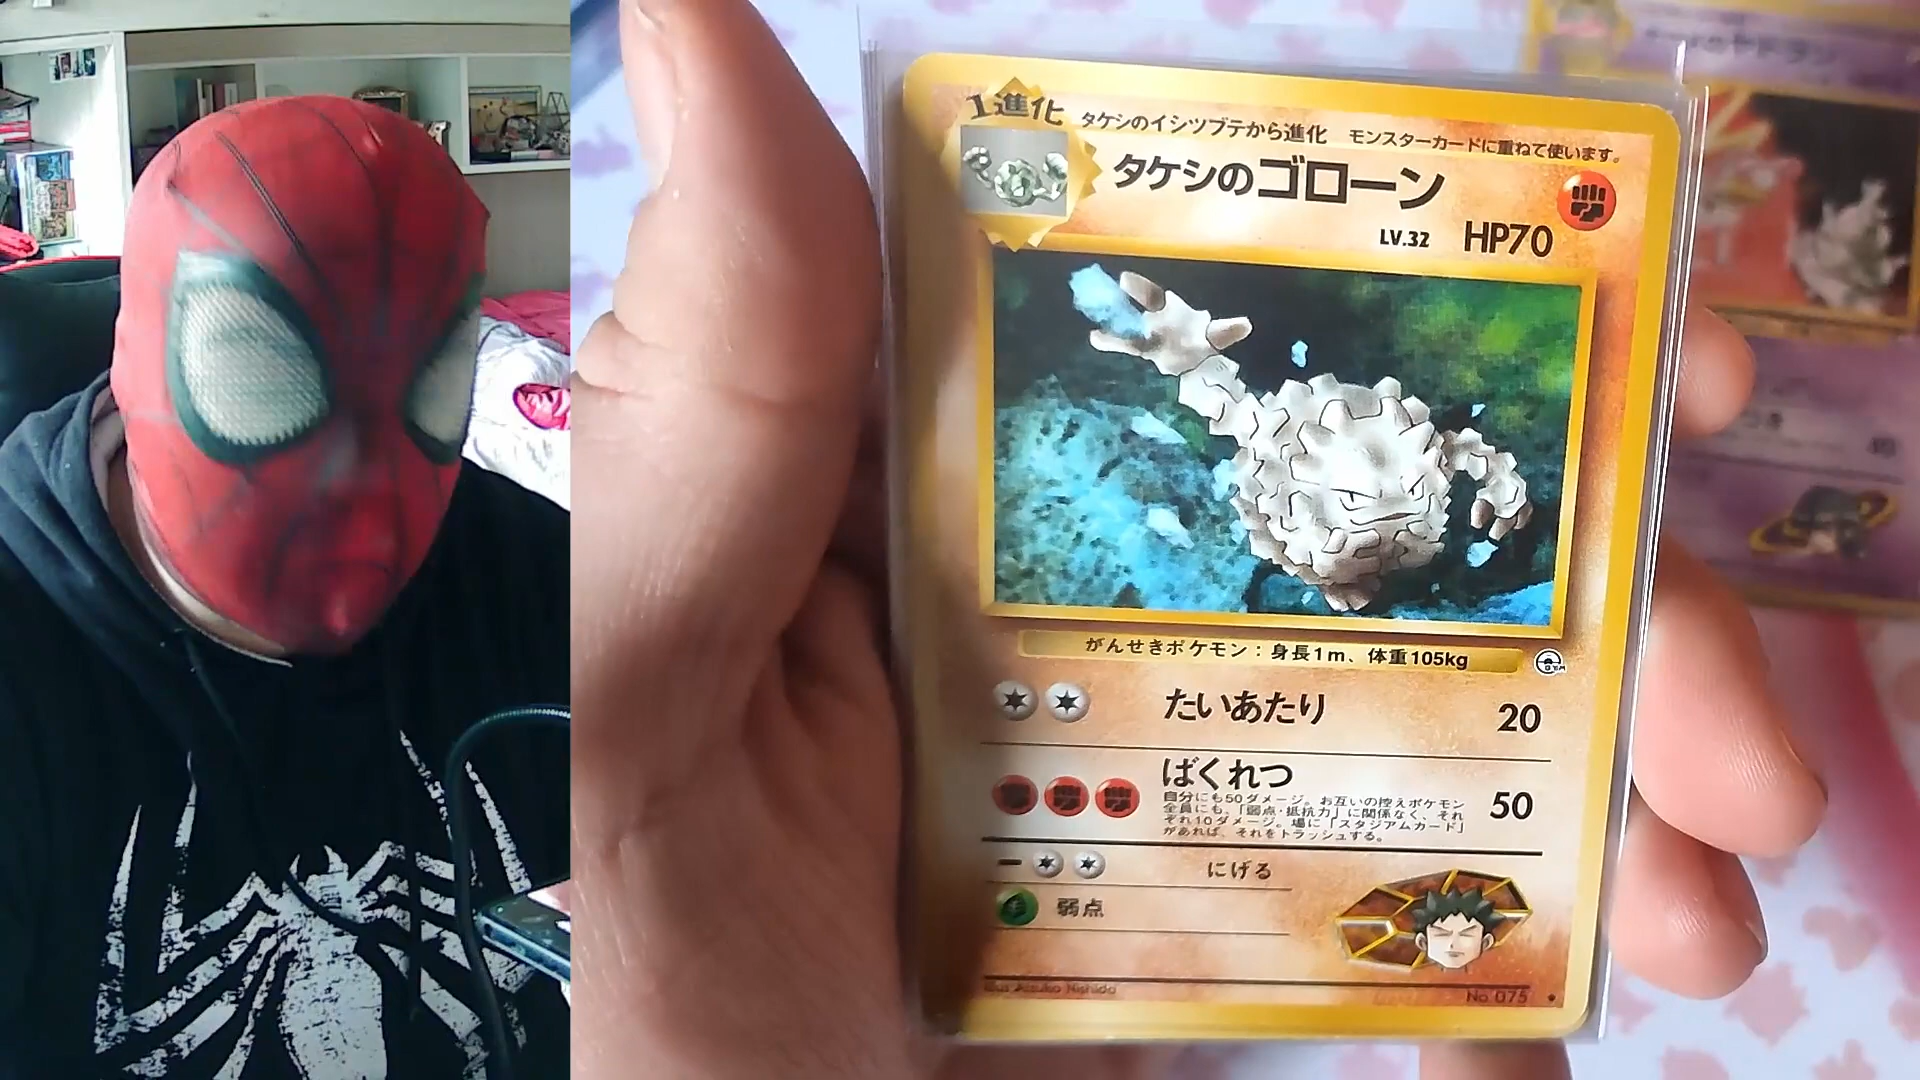 1進化
タケシのイシツブテから進化 モンスターカードに重ねて使います。
タケシのゴローン
LV.32 HP70
がんせきポケモン：身長1m、体重105kg
たいあたり 20
ばくれつ 50
自分にも50ダメージ。お互いの控えポケモン
全員にも、「弱点・抵抗力」に関係なく、それ
ぞれ10ダメージ。場に「スタジアムカード」
があれば、それをトラッシュする。
にげる
弱点
Nishida
No.075
ヤドラン